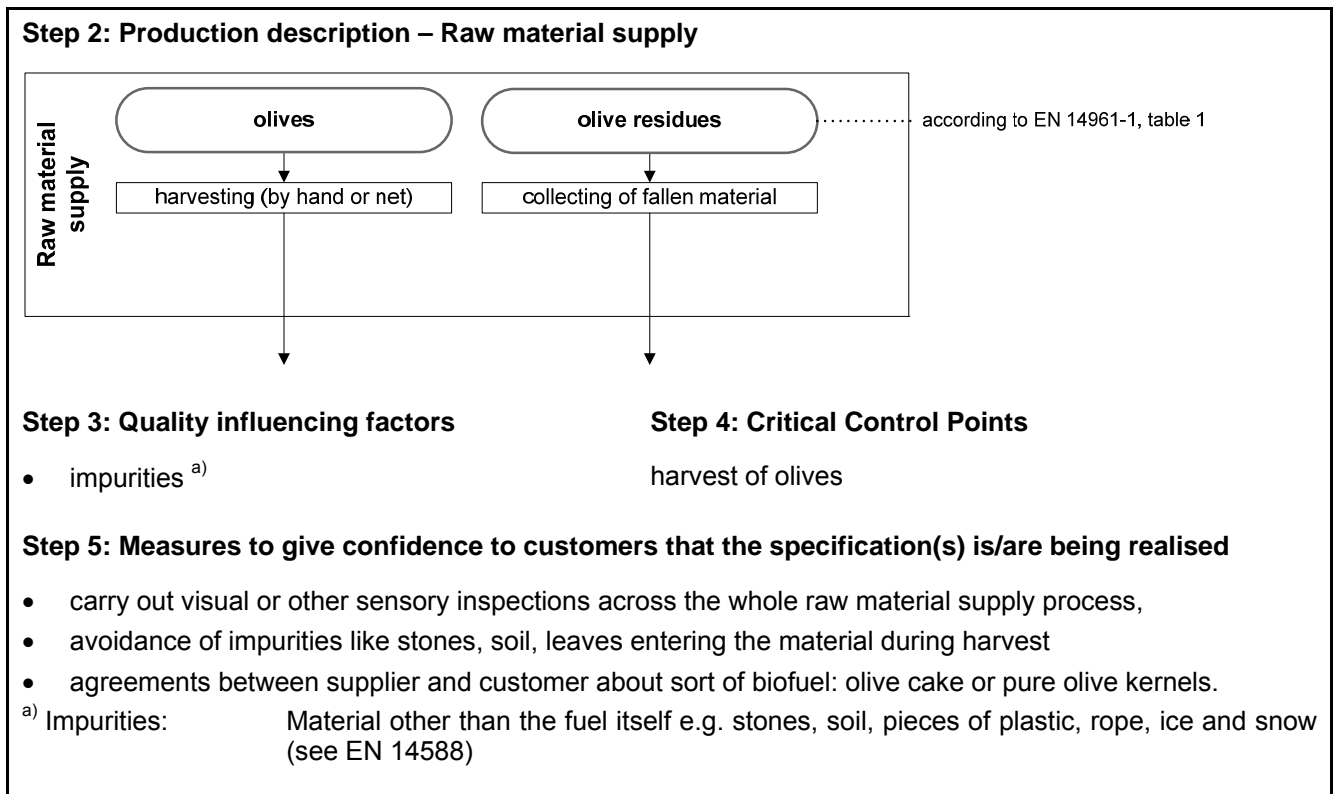 Step 2: Production description – Raw material supply
Raw material
supply
olives
olive residues
according to EN 14961-1, table 1
harvesting (by hand or net)
collecting of fallen material
Step 3: Quality influencing factors
• impurities a)
Step 4: Critical Control Points
harvest of olives
Step 5: Measures to give confidence to customers that the specification(s) is/are being realised
• carry out visual or other sensory inspections across the whole raw material supply process,
• avoidance of impurities like stones, soil, leaves entering the material during harvest
• agreements between supplier and customer about sort of biofuel: olive cake or pure olive kernels.
a) Impurities: Material other than the fuel itself e.g. stones, soil, pieces of plastic, rope, ice and snow
(see EN 14588)